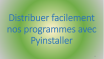 Distribuer facilement
nos programmes avec
Pyinstaller